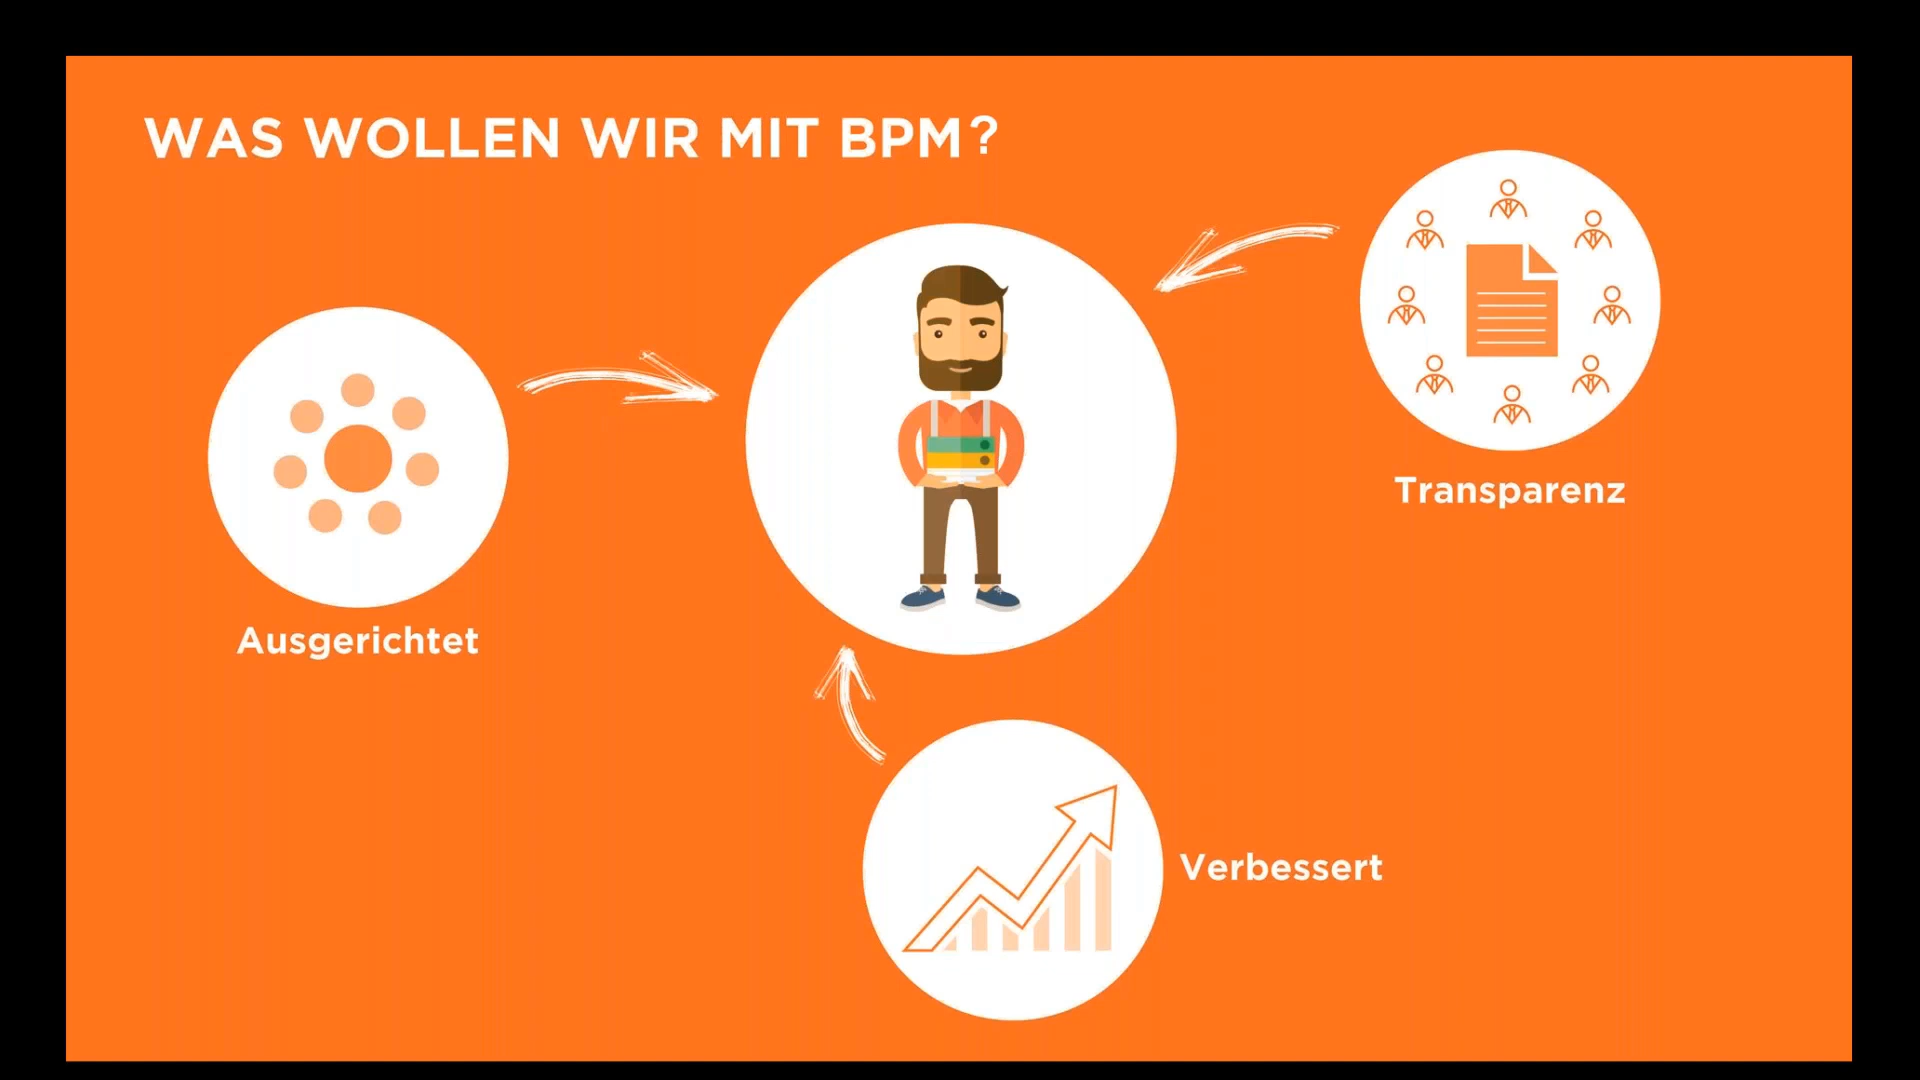 WAS WOLLEN WIR MIT BPM?
Transparenz
Ausgerichtet
Verbessert